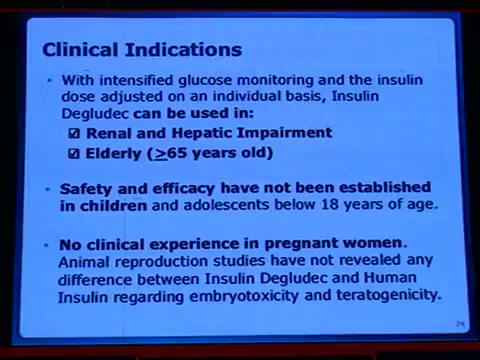 Clinical Indications
• With intensified glucose monitoring and the insulin
dose adjusted on an individual basis, Insulin
Degludec can be used in:
☑ Renal and Hepatic Impairment
☑ Elderly (≥65 years old)
• Safety and efficacy have not been established
in children and adolescents below 18 years of age.
• No clinical experience in pregnant women.
Animal reproduction studies have not revealed any
difference between Insulin Degludec and Human
Insulin regarding embryotoxicity and teratogenicity.